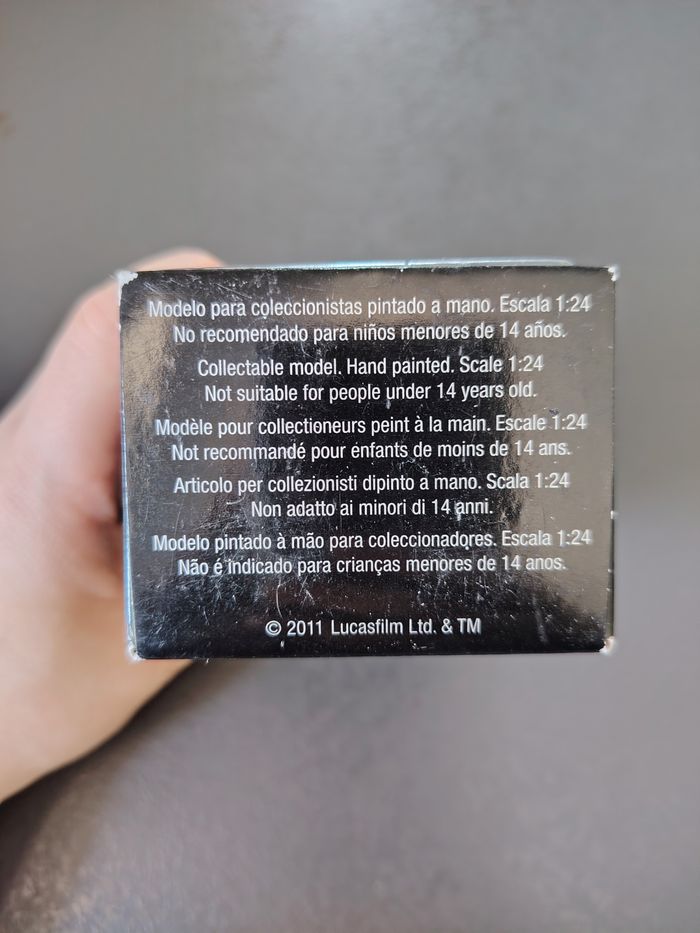 Modelo para coleccionistas pintado a mano. Escala 1:24
No recomendado para niños menores de 14 años.
Collectable model. Hand painted. Scale 1:24
Not suitable for people under 14 years old.
Modèle pour collectioneurs peint à la main. Escale 1:24
Not recommandé pour enfants de moins de 14 ans.
Articolo per collezionisti dipinto a mano. Scala 1:24
Non adatto ai minori di 14 anni.
Modelo pintado à mão para coleccionadores. Escala 1:24
Não é indicado para crianças menores de 14 anos.
© 2011 Lucasfilm Ltd. & TM